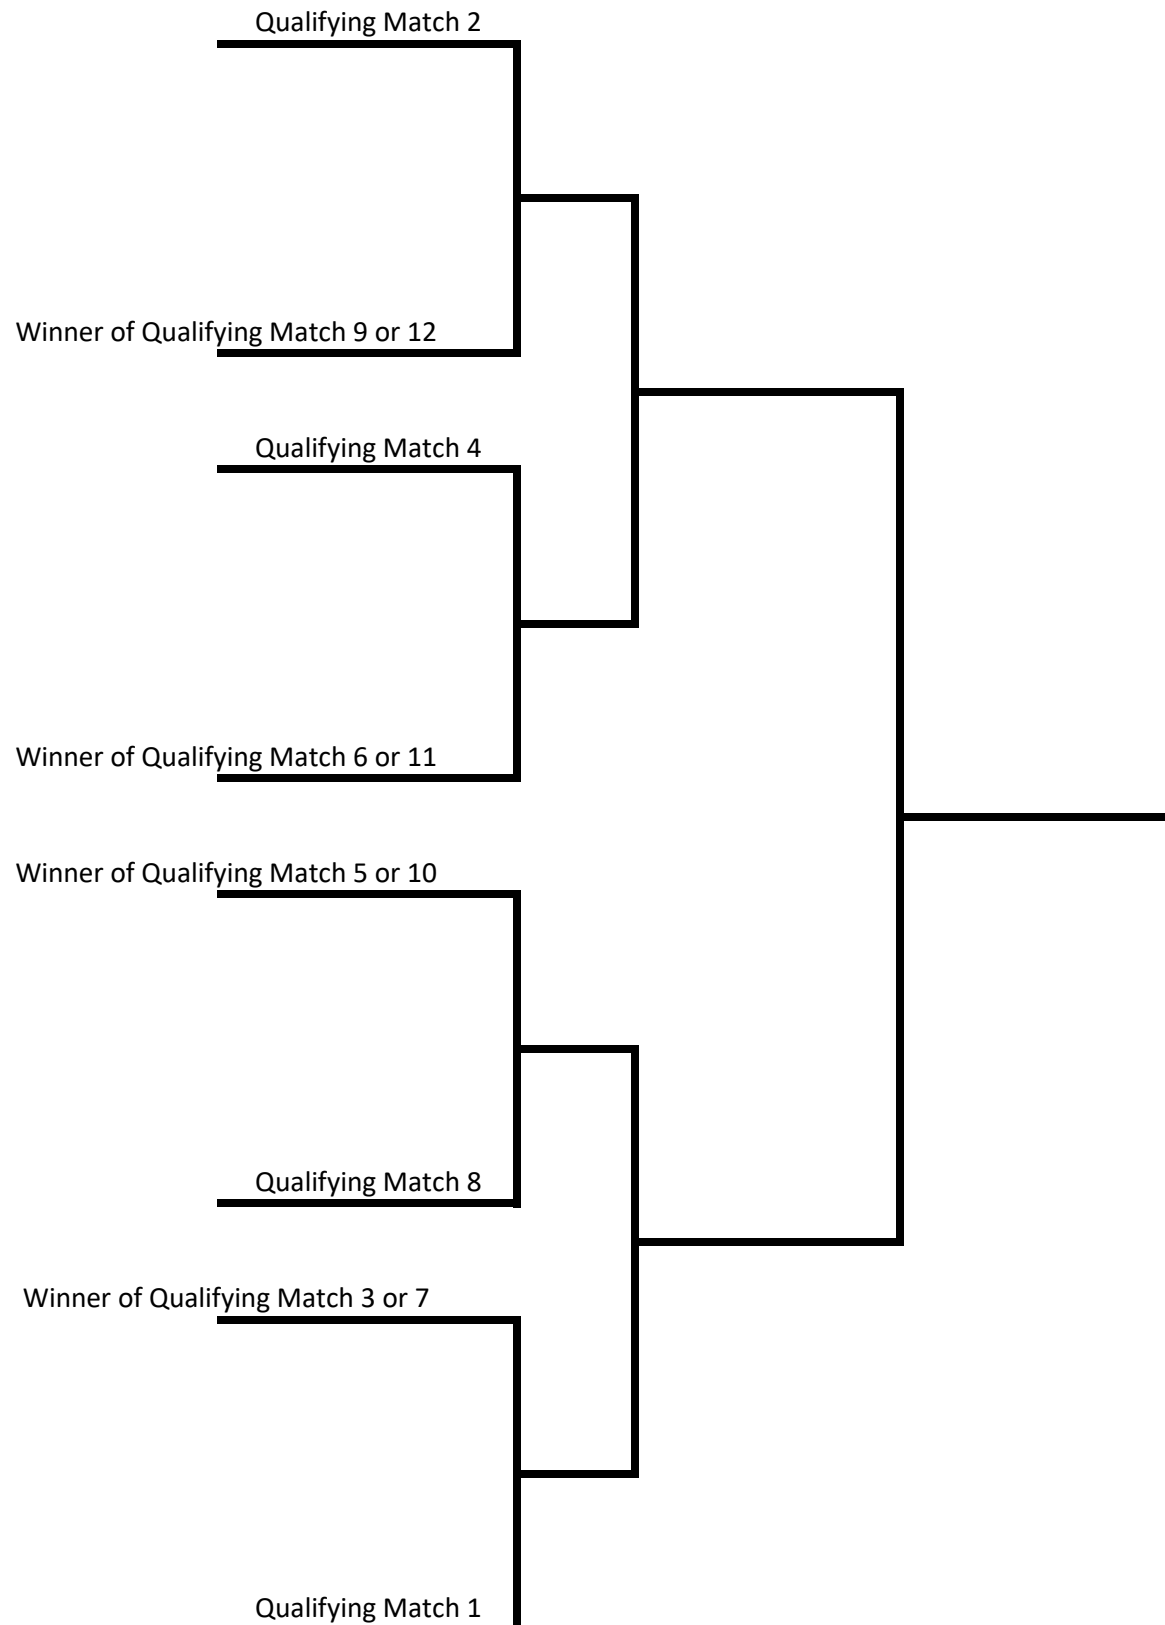 Qualifying Match 2
Winner of Qualifying Match 9 or 12
Qualifying Match 4
Winner of Qualifying Match 6 or 11
Winner of Qualifying Match 5 or 10
Qualifying Match 8
Winner of Qualifying Match 3 or 7
Qualifying Match 1